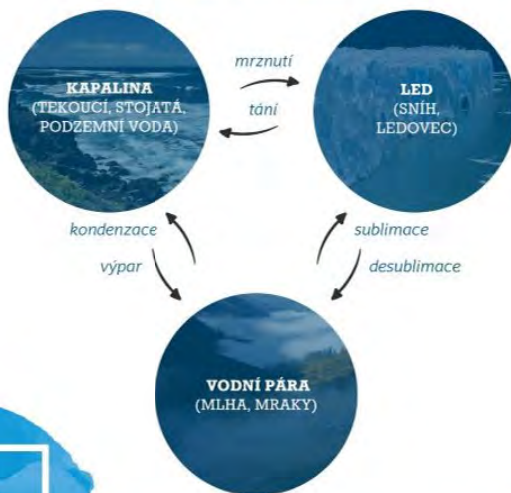 KAPALINA
(TEKOUCÍ, STOJATÁ,
PODZEMNÍ VODA)
mrznutí
tání
LED
(SNÍH,
LEDOVEC)
kondenzace
výpar
sublimace
desublimace
VODNÍ PÁRA
(MLHA, MRAKY)